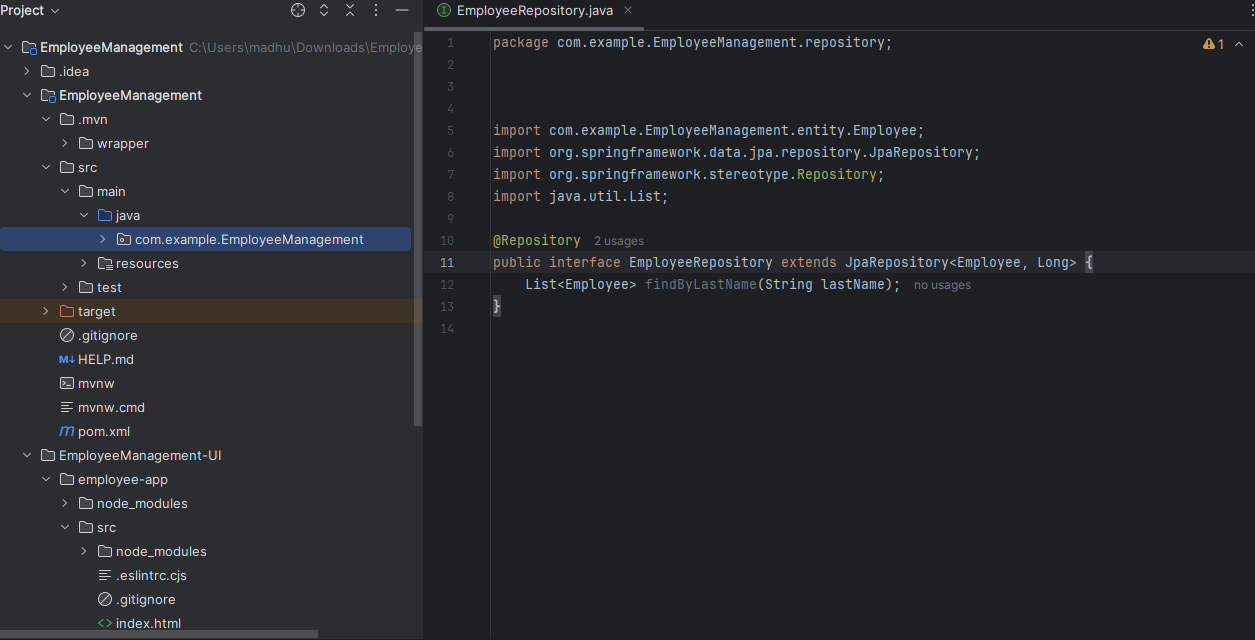 Project
EmployeeManagement C:\Users\madhu\Downloads\Employe
.idea
EmployeeManagement
.mvn
wrapper
src
main
java
com.example.EmployeeManagement
resources
test
target
.gitignore
M↓ HELP.md
mvnw
mvnw.cmd
m pom.xml
EmployeeManagement-UI
employee-app
node_modules
src
node_modules
.eslintrc.cjs
.gitignore
<> index.html
I EmployeeRepository.java
1 package com.example.EmployeeManagement.repository; 1
2
3
4
5 import com.example.EmployeeManagement.entity.Employee;
6 import org.springframework.data.jpa.repository.JpaRepository;
7 import org.springframework.stereotype.Repository;
8 import java.util.List;
9
10 @Repository 2 usages
11 public interface EmployeeRepository extends JpaRepository<Employee, Long> {
12 List<Employee> findByLastName(String lastName); no usages
13 }
14